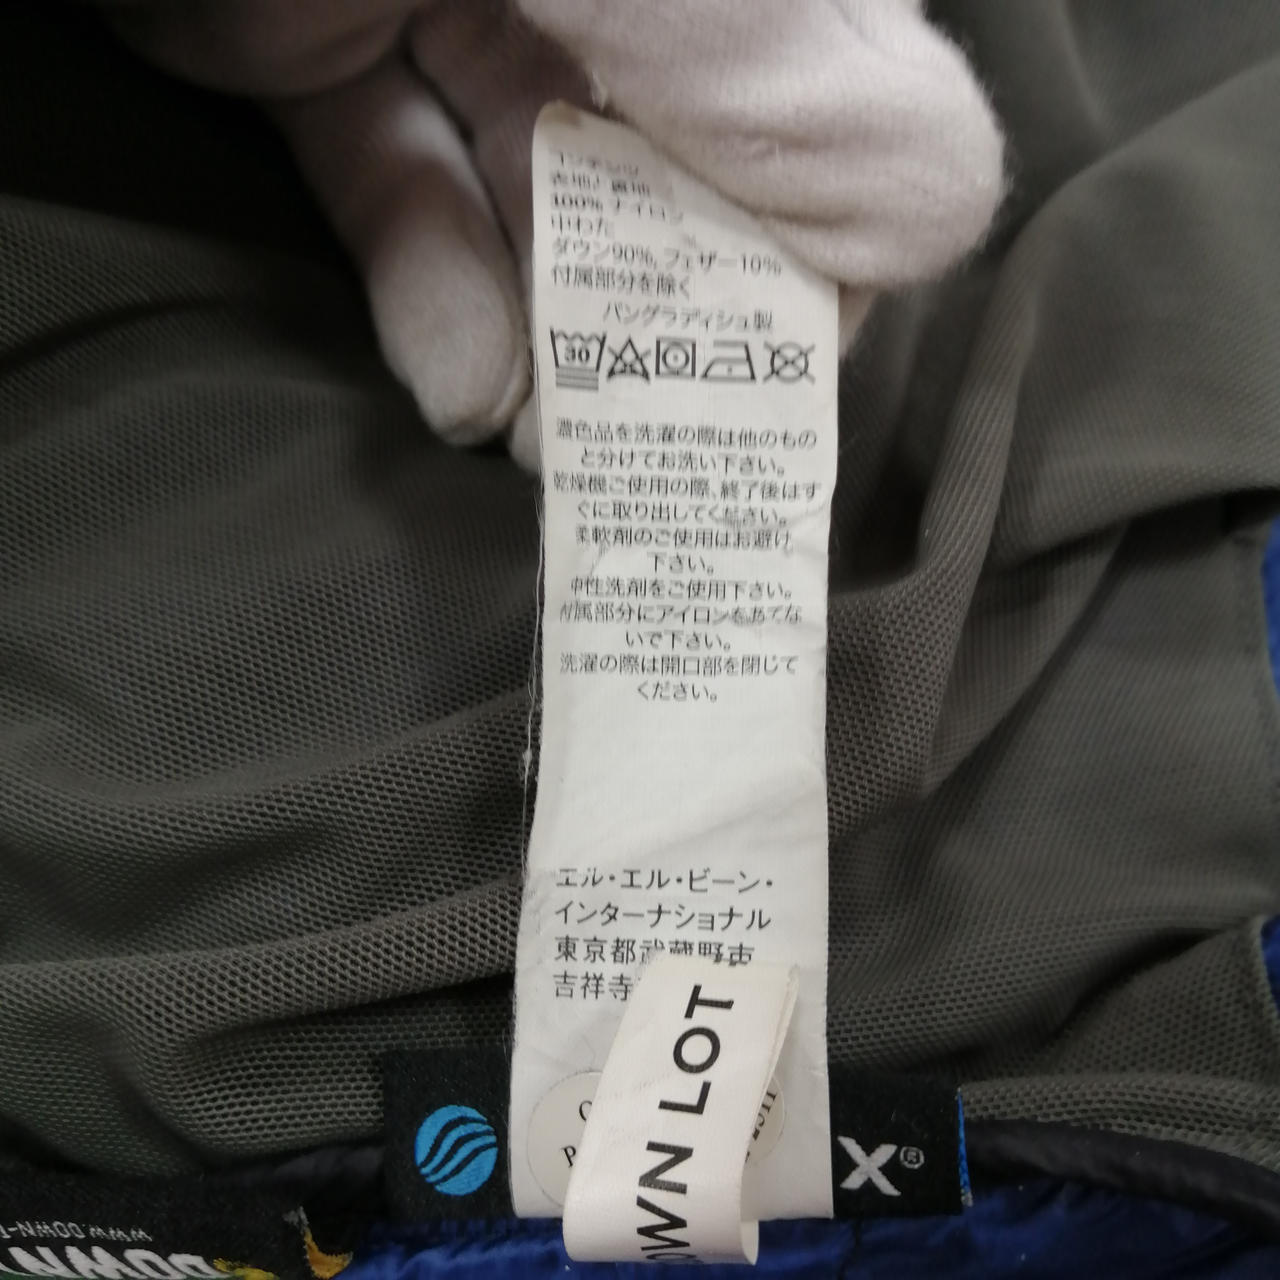 コンテンツ
表地と裏地
100% ナイロン
中わた
ダウン90%, フェザー10%
付属部分を除く
バングラディシュ製
30
濃色品を洗濯の際は他のもの
と分けてお洗い下さい。
乾燥機ご使用の際、終了後はす
ぐに取り出してください。
柔軟剤のご使用はお避け
下さい。
中性洗剤をご使用下さい。
付属部分にアイロンをあてな
いで下さい。
洗濯の際は開口部を閉じて
ください。
エル・エル・ビーン・
インターナショナル
東京都武蔵野市
吉祥寺
OWN LOT
X®
WWW.DOWN-
DOWN